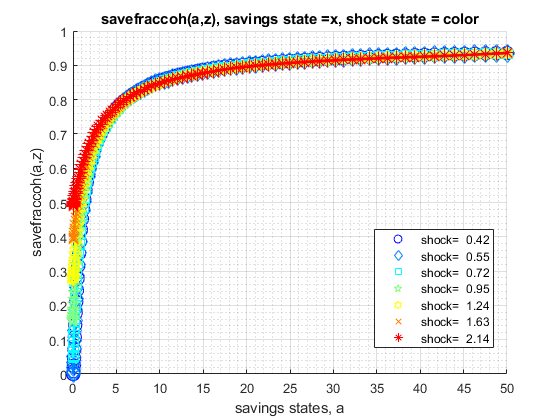 savefraccoh(a,z), savings state =x, shock state = color
savefraccoh(a,z)
1
0.9
0.8
0.7
0.6
0.5
0.4
0.3
0.2
0.1
0
0 5 10 15 20 25 30 35 40 45 50
savings states, a
shock= 0.42
shock= 0.55
shock= 0.72
shock= 0.95
shock= 1.24
shock= 1.63
shock= 2.14